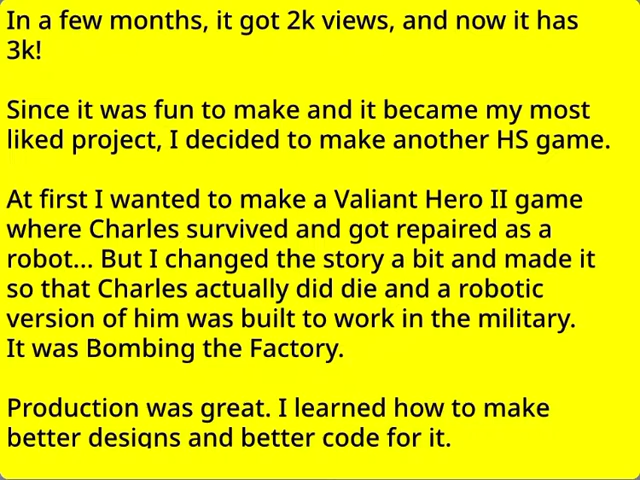 In a few months, it got 2k views, and now it has
3k!
Since it was fun to make and it became my most
liked project, I decided to make another HS game.
At first I wanted to make a Valiant Hero II game
where Charles survived and got repaired as a
robot... But I changed the story a bit and made it
so that Charles actually did die and a robotic
version of him was built to work in the military.
It was Bombing the Factory.
Production was great. I learned how to make
better designs and better code for it.